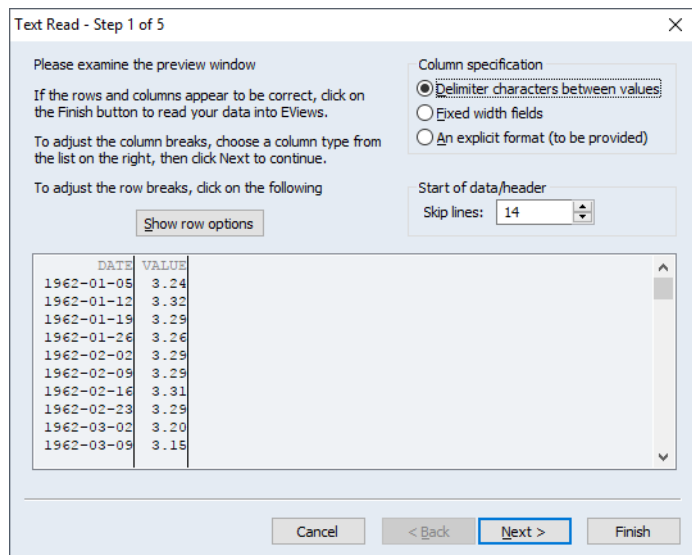 Text Read - Step 1 of 5
Please examine the preview window
If the rows and columns appear to be correct, click on
the Finish button to read your data into EViews.
To adjust the column breaks, choose a column type from
the list on the right, then click Next to continue.
To adjust the row breaks, click on the following
Show row options
Column specification
Delimiter characters between values
Fixed width fields
An explicit format (to be provided)
Start of data/header
Skip lines: 14
DATE VALUE
1962-01-05 3.24
1962-01-12 3.32
1962-01-19 3.29
1962-01-26 3.26
1962-02-02 3.29
1962-02-09 3.29
1962-02-16 3.31
1962-02-23 3.29
1962-03-02 3.20
1962-03-09 3.15
Cancel
< Back
Next >
Finish